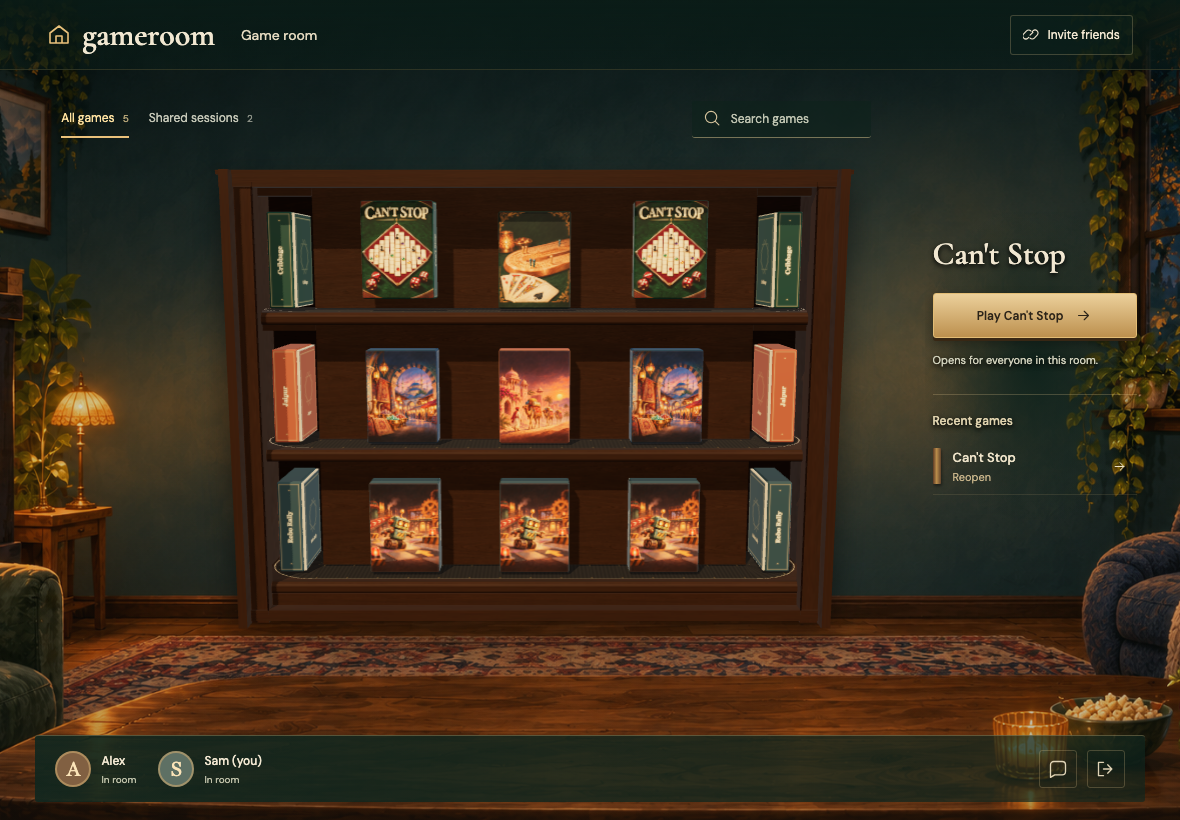 gameroom
Game room
Invite friends
All games 5
Shared sessions 2
Search games
CAN'T STOP
CAN'T STOP
Cribbage
Cribbage
Jaipur
Jaipur
Robo Rally
Robo Rally
Can't Stop
Play Can't Stop
Opens for everyone in this room.
Recent games
Can't Stop
Reopen
A
Alex
In room
S
Sam (you)
In room